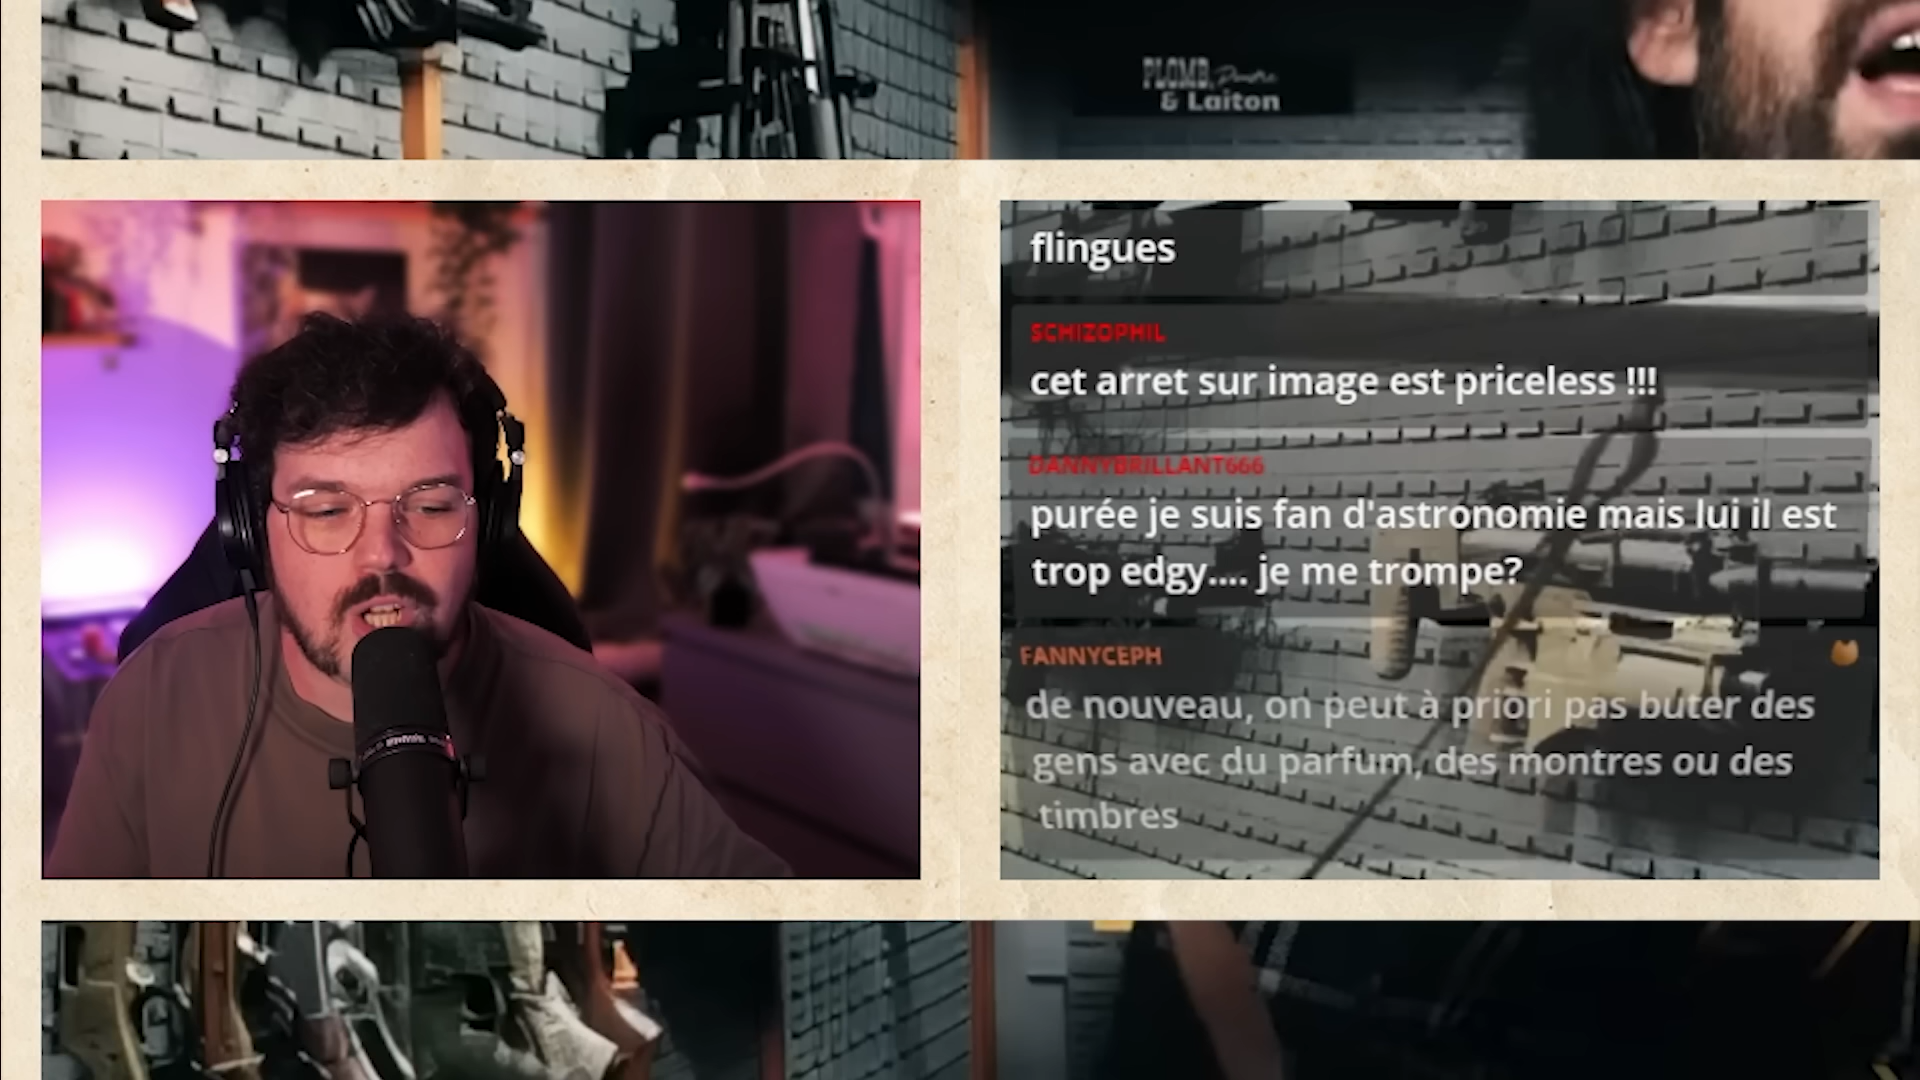 PLOMB, Poudre
& Laiton
flingues
SCHIZOPHIL
cet arret sur image est priceless !!!
DANNYBRILLANT666
purée je suis fan d'astronomie mais lui il est
trop edgy.... je me trompe?
FANNYCEPH
de nouveau, on peut à priori pas buter des
gens avec du parfum, des montres ou des
timbres